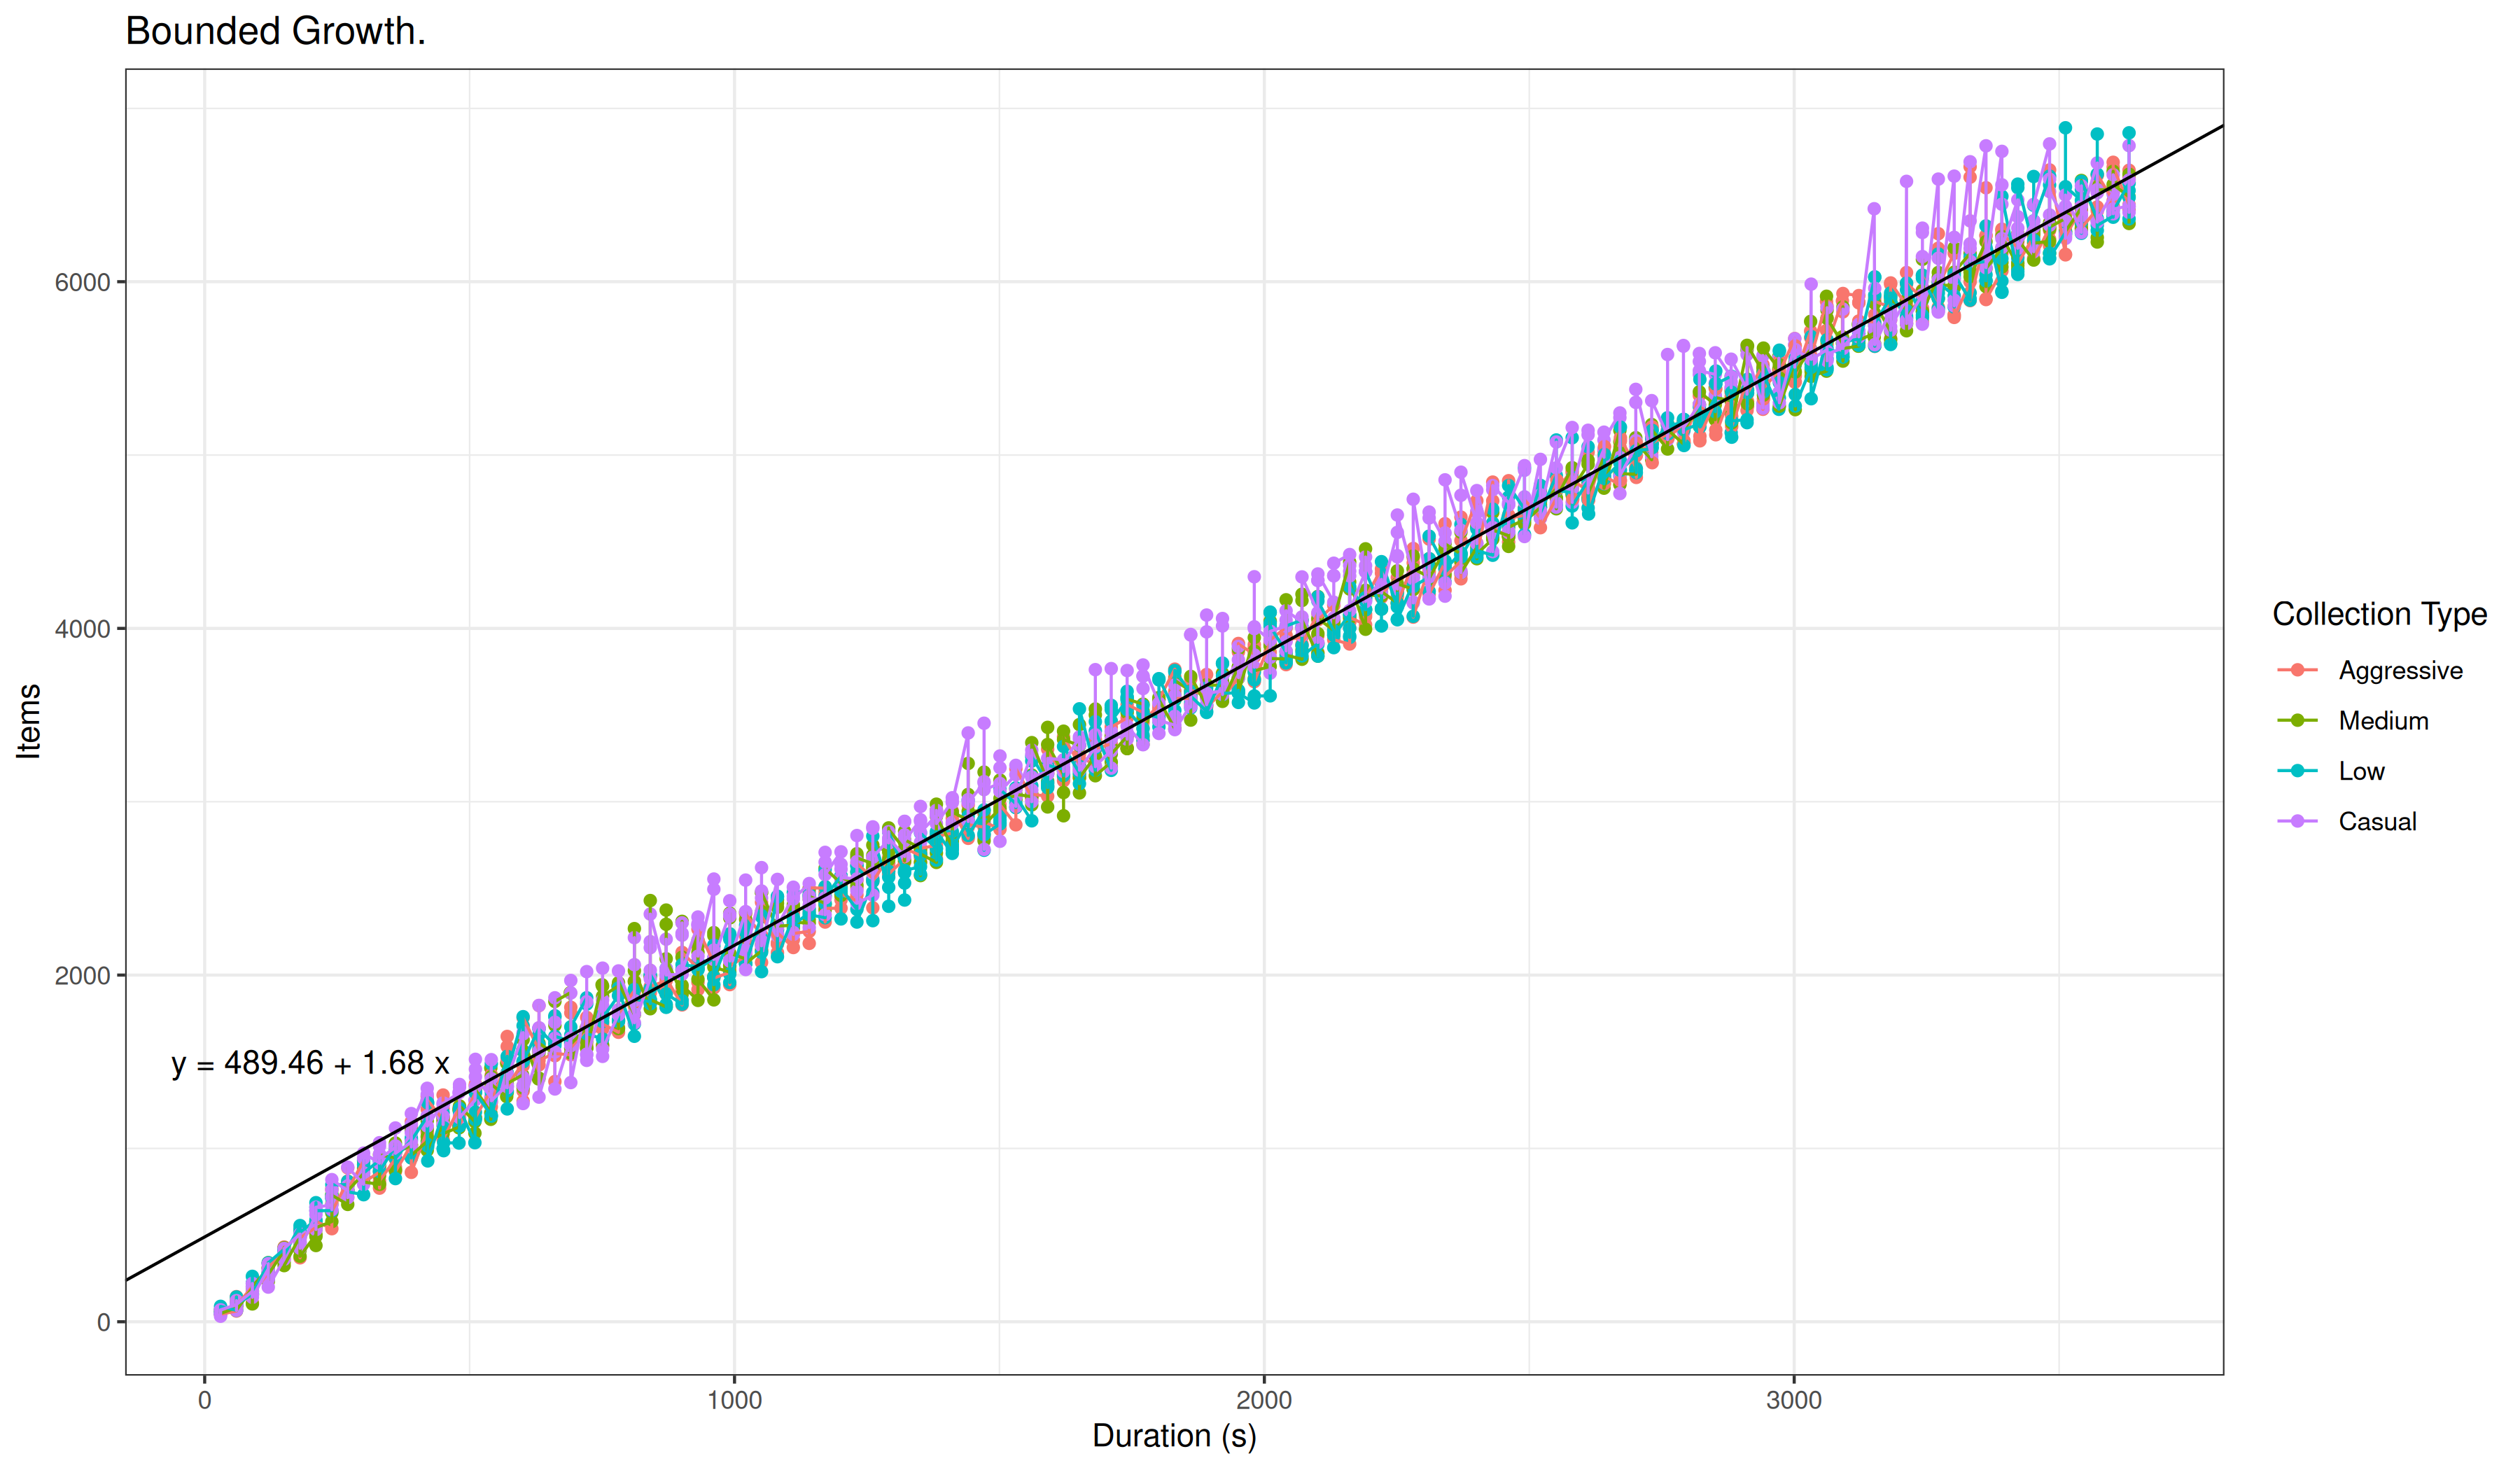 Bounded Growth.
Items
6000
4000
2000
0
y = 489.46 + 1.68 x
0
1000
2000
3000
Duration (s)
Collection Type
Aggressive
Medium
Low
Casual